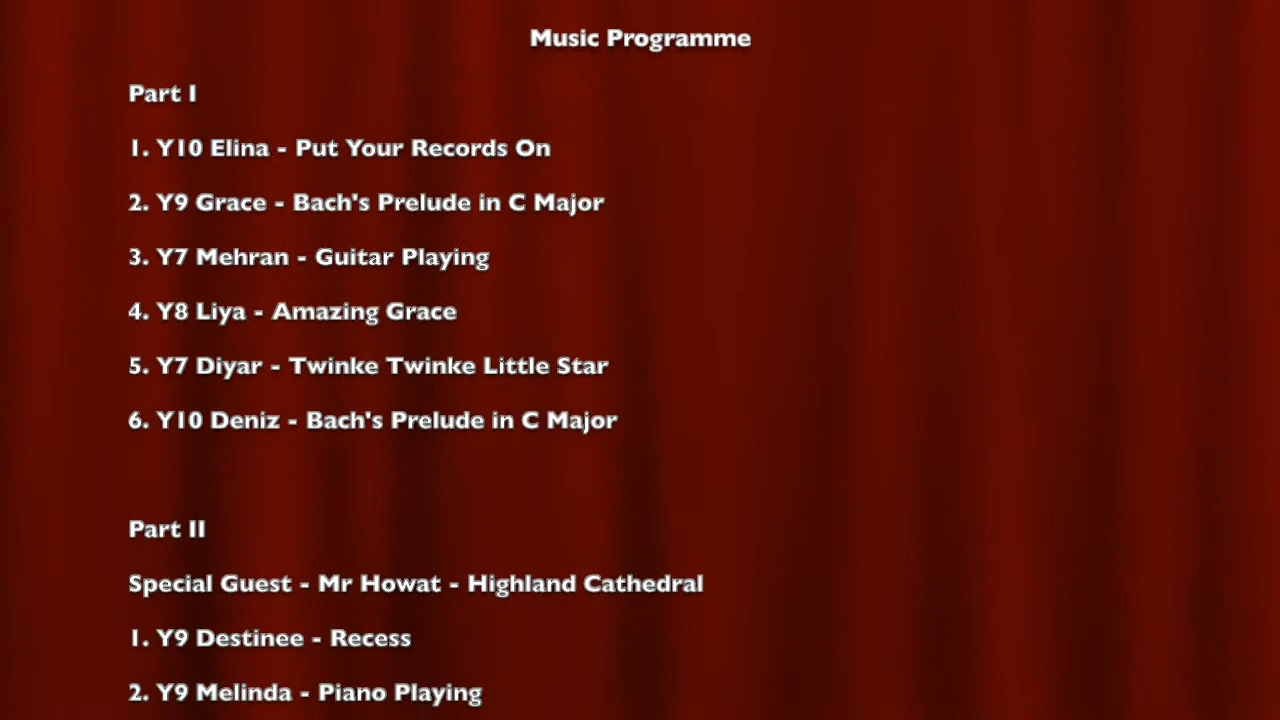 Music Programme
Part I
1. Y10 Elina - Put Your Records On
2. Y9 Grace - Bach's Prelude in C Major
3. Y7 Mehran - Guitar Playing
4. Y8 Liya - Amazing Grace
5. Y7 Diyar - Twinke Twinke Little Star
6. Y10 Deniz - Bach's Prelude in C Major
Part II
Special Guest - Mr Howat - Highland Cathedral
1. Y9 Destinee - Recess
2. Y9 Melinda - Piano Playing